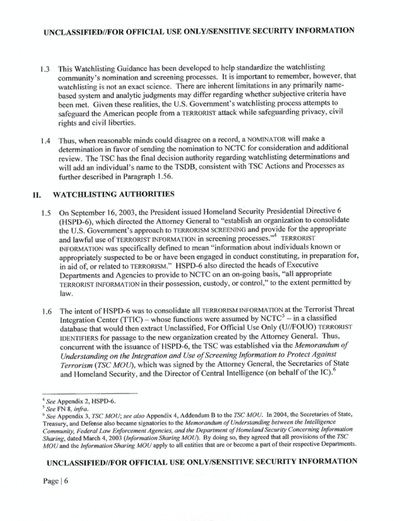 UNCLASSIFIED//FOR OFFICIAL USE ONLY/SENSITIVE SECURITY INFORMATION
1.3 This Watchlisting Guidance has been developed to help standardize the watchlisting
community's nomination and screening processes. It is important to remember, however, that
watchlisting is not an exact science. There are inherent limitations in any primarily name-
based system and analytic judgments may differ regarding whether subjective criteria have
been met. Given these realities, the U.S. Government's watchlisting process attempts to
safeguard the American people from a TERRORIST attack while safeguarding privacy, civil
rights and civil liberties.
1.4 Thus, when reasonable minds could disagree on a record, a NOMINATOR will make a
determination in favor of sending the nomination to NCTC for consideration and additional
review. The TSC has the final decision authority regarding watchlisting determinations and
will add an individual's name to the TSDB, consistent with TSC Actions and Processes as
further described in Paragraph 1.56.
II. WATCHLISTING AUTHORITIES
1.5 On September 16, 2003, the President issued Homeland Security Presidential Directive 6
(HSPD-6), which directed the Attorney General to "establish an organization to consolidate
the U.S. Government's approach to TERRORISM SCREENING and provide for the appropriate
and lawful use of TERRORIST INFORMATION in screening processes."⁴ TERRORIST
INFORMATION was specifically defined to mean "information about individuals known or
appropriately suspected to be or have been engaged in conduct constituting, in preparation for,
in aid of, or related to TERRORISM." HSPD-6 also directed the heads of Executive
Departments and Agencies to provide to NCTC on an on-going basis, "all appropriate
TERRORIST INFORMATION in their possession, custody, or control," to the extent permitted by
law.
1.6 The intent of HSPD-6 was to consolidate all TERRORISM INFORMATION at the Terrorist Threat
Integration Center (TTIC) – whose functions were assumed by NCTC⁵ – in a classified
database that would then extract Unclassified, For Official Use Only (U//FOUO) TERRORIST
IDENTIFIERS for passage to the new organization created by the Attorney General. Thus,
concurrent with the issuance of HSPD-6, the TSC was established via the Memorandum of
Understanding on the Integration and Use of Screening Information to Protect Against
Terrorism (TSC MOU), which was signed by the Attorney General, the Secretaries of State
and Homeland Security, and the Director of Central Intelligence (on behalf of the IC).⁶
⁴ See Appendix 2, HSPD-6.
⁵ See FN 8, infra.
⁶ See Appendix 3, TSC MOU; see also Appendix 4, Addendum B to the TSC MOU. In 2004, the Secretaries of State,
Treasury, and Defense also became signatories to the Memorandum of Understanding between the Intelligence
Community, Federal Law Enforcement Agencies, and the Department of Homeland Security Concerning Information
Sharing, dated March 4, 2003 (Information Sharing MOU). By doing so, they agreed that all provisions of the TSC
MOU and the Information Sharing MOU apply to all entities that are or become a part of their respective Departments.
UNCLASSIFIED//FOR OFFICIAL USE ONLY/SENSITIVE SECURITY INFORMATION
Page | 6